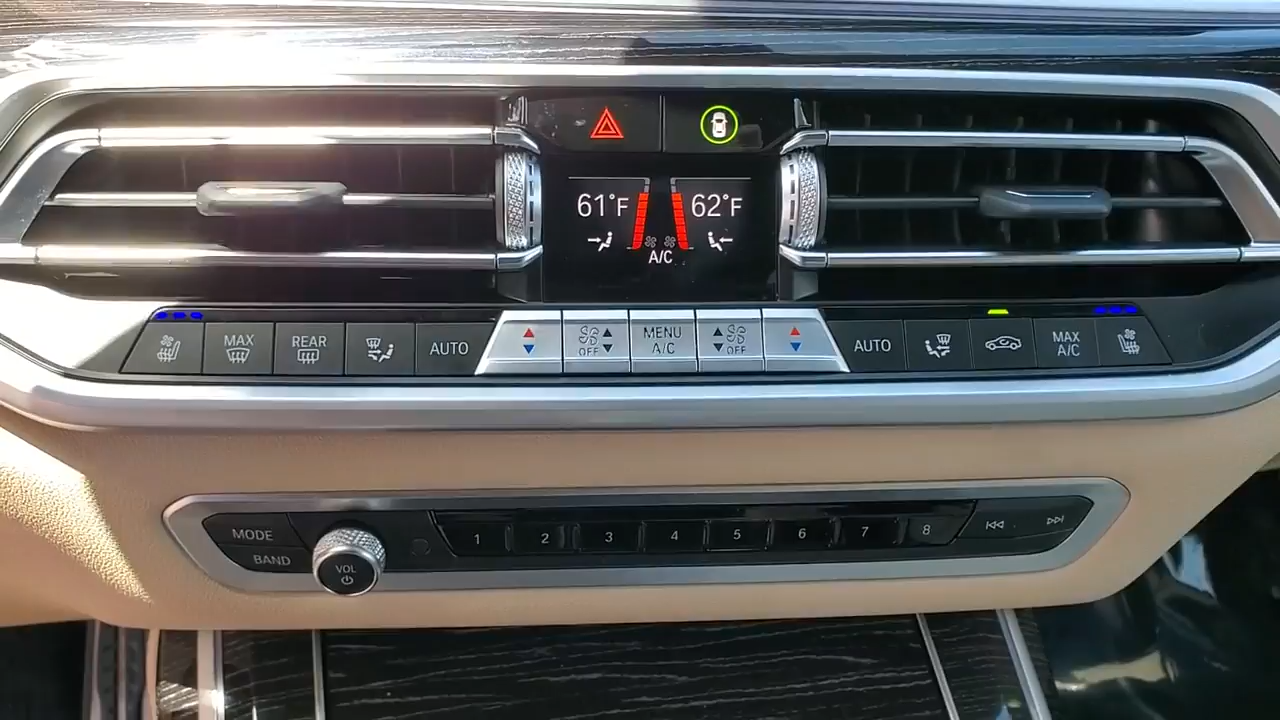 61°F 62°F
A/C
MAX
REAR
AUTO
OFF
MENU
A/C
OFF
AUTO
MAX
A/C
MODE
BAND
VOL
1 2 3 4 5 6 7 8